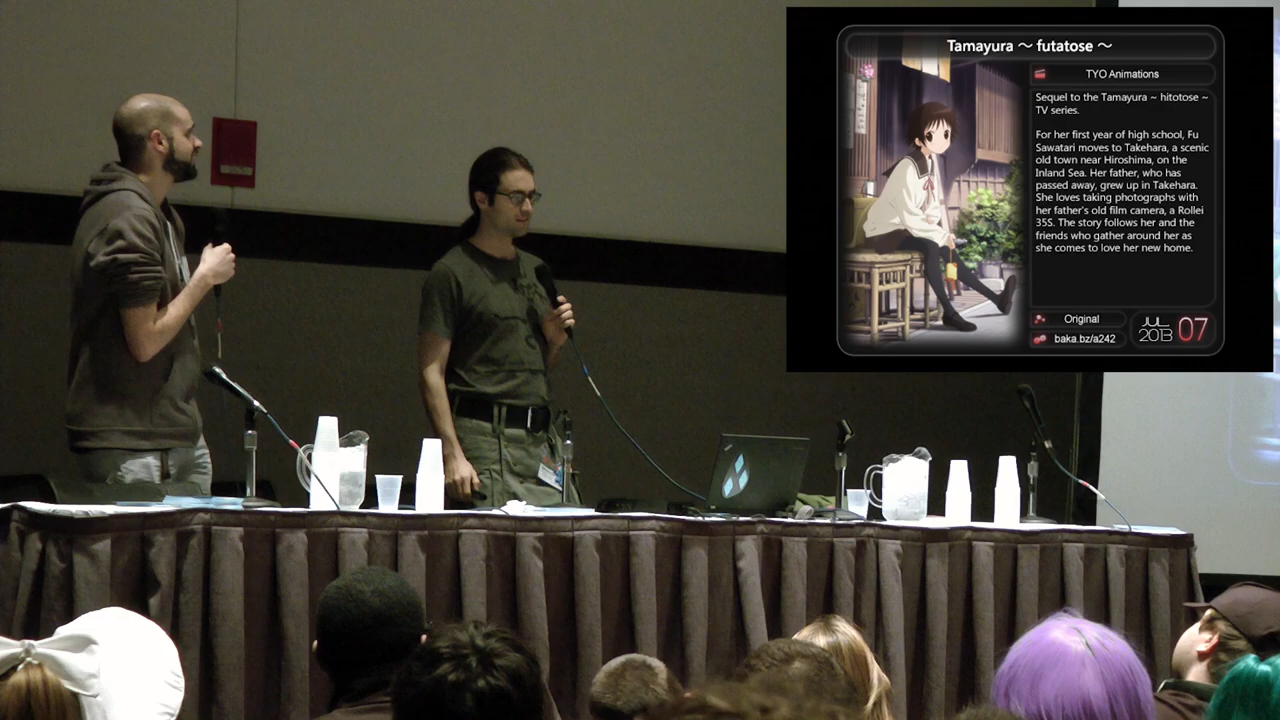 Tamayura ～ futatose ～
TYO Animations
Sequel to the Tamayura ~ hitotose ~
TV series.
For her first year of high school, Fu
Sawatari moves to Takehara, a scenic
old town near Hiroshima, on the
Inland Sea. Her father, who has
passed away, grew up in Takehara.
She loves taking photographs with
her father's old film camera, a Rollei
35S. The story follows her and the
friends who gather around her as
she comes to love her new home.
Original
baka.bz/a242
JUL
2013
07